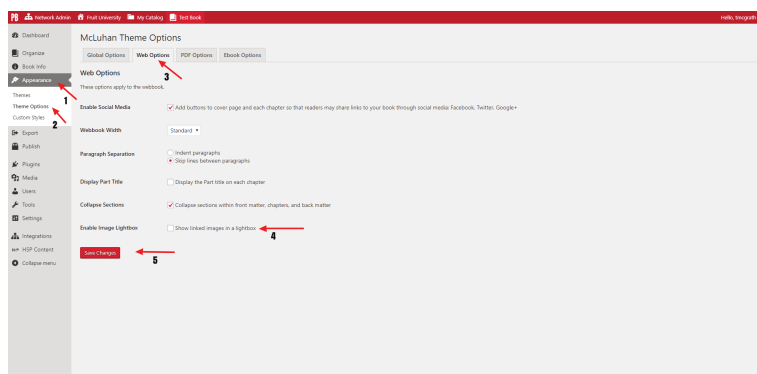 PB Network Admin Fruit University My Catalog Test Book Hello, tmcgrath
Dashboard
Organize
Book Info
Appearance
Themes
Theme Options
Custom Styles
Export
Publish
Plugins
Media
Users
Tools
Settings
Integrations
H5P Content
Collapse menu
1
2
McLuhan Theme Options
Global Options Web Options PDF Options Ebook Options
3
Web Options
These options apply to the webbook.
Enable Social Media Add buttons to cover page and each chapter so that readers may share links to your book through social media: Facebook, Twitter, Google+
Webbook Width Standard
Paragraph Separation Indent paragraphs
Skip lines between paragraphs
Display Part Title Display the Part title on each chapter
Collapse Sections Collapse sections within front matter, chapters, and back matter
Enable Image Lightbox Show linked images in a lightbox
4
Save Changes
5